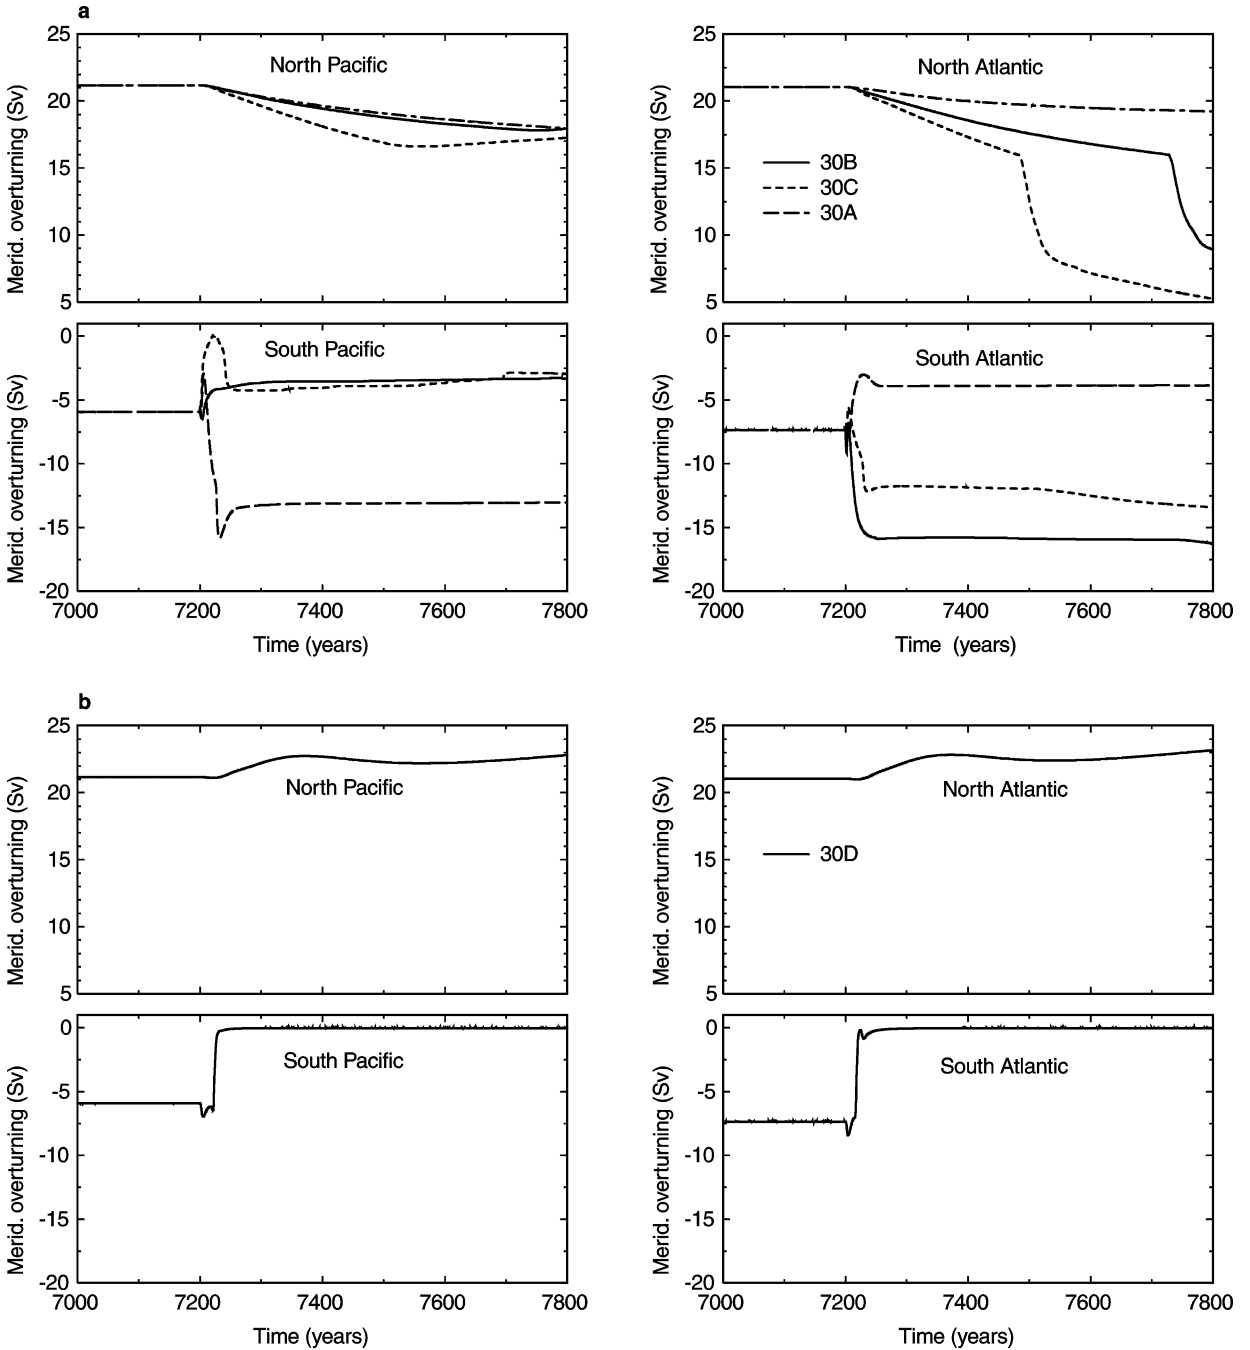 a
25
20
15
10
5
Merid. overturning (Sv)
North Pacific
25
20
15
10
5
Merid. overturning (Sv)
North Atlantic
30B
30C
30A
0
-5
-10
-15
-20
Merid. overturning (Sv)
South Pacific
7000 7200 7400 7600 7800
Time (years)
0
-5
-10
-15
-20
Merid. overturning (Sv)
South Atlantic
7000 7200 7400 7600 7800
Time (years)
b
25
20
15
10
5
Merid. overturning (Sv)
North Pacific
25
20
15
10
5
Merid. overturning (Sv)
North Atlantic
30D
0
-5
-10
-15
-20
Merid. overturning (Sv)
South Pacific
7000 7200 7400 7600 7800
Time (years)
0
-5
-10
-15
-20
Merid. overturning (Sv)
South Atlantic
7000 7200 7400 7600 7800
Time (years)